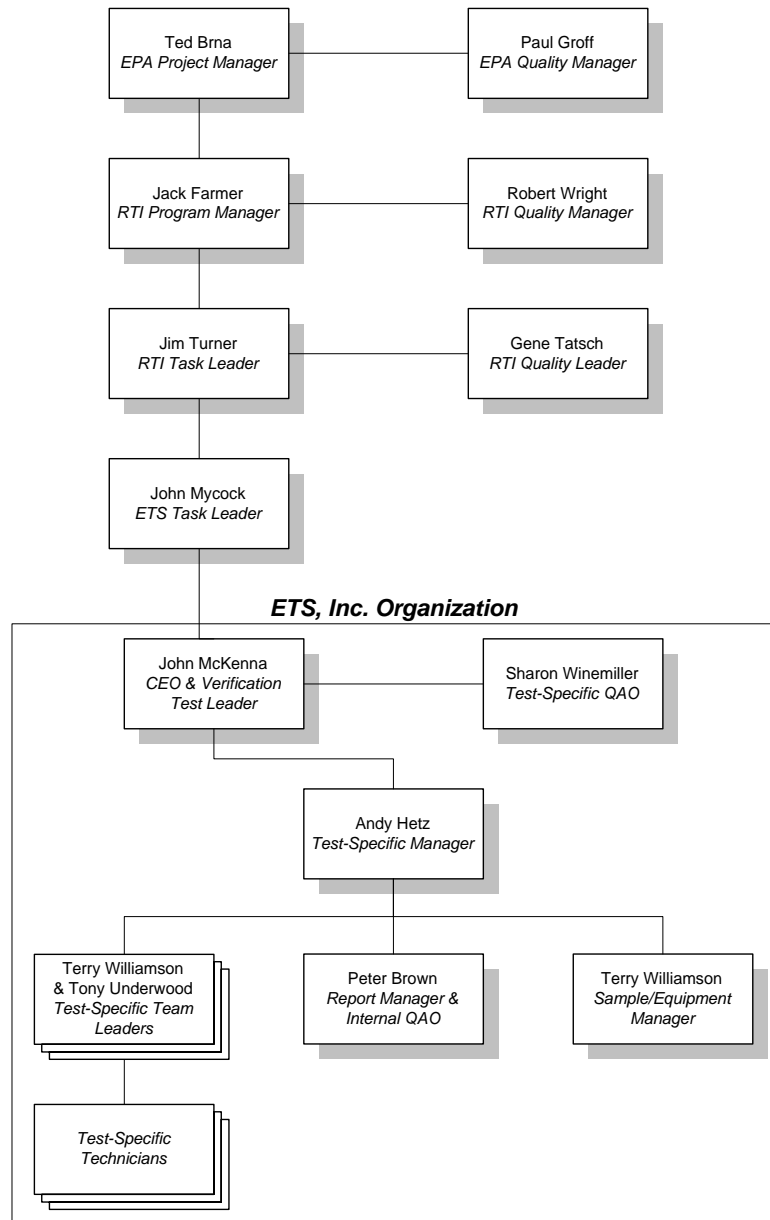 Ted Brna
EPA Project Manager
Paul Groff
EPA Quality Manager
Jack Farmer
RTI Program Manager
Robert Wright
RTI Quality Manager
Jim Turner
RTI Task Leader
Gene Tatsch
RTI Quality Leader
John Mycock
ETS Task Leader
ETS, Inc. Organization
John McKenna
CEO & Verification
Test Leader
Sharon Winemiller
Test-Specific QAO
Andy Hetz
Test-Specific Manager
Terry Williamson
& Tony Underwood
Test-Specific Team
Leaders
Peter Brown
Report Manager &
Internal QAO
Terry Williamson
Sample/Equipment
Manager
Test-Specific
Technicians